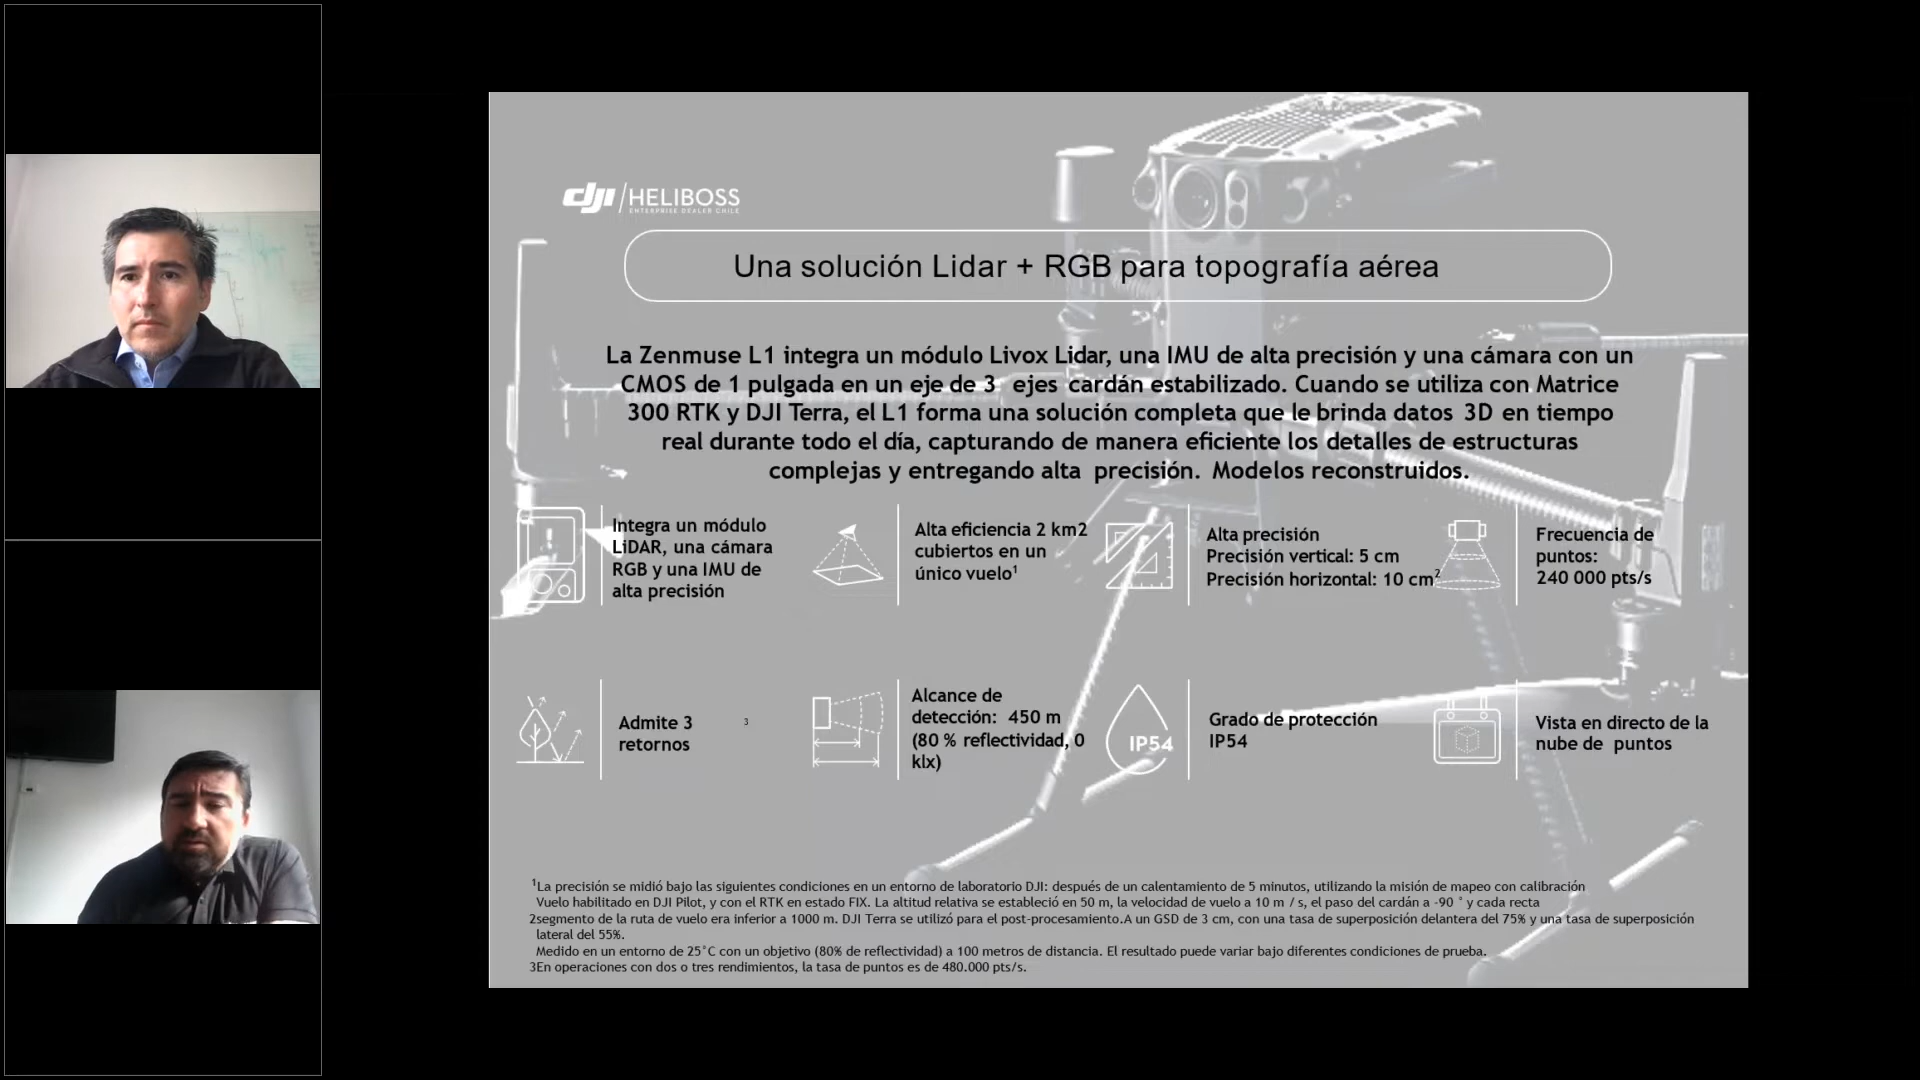 dji / HELIBOSS
ENTERPRISE DEALER CHILE
Una solución Lidar + RGB para topografía aérea
La Zenmuse L1 integra un módulo Livox Lidar, una IMU de alta precisión y una cámara con un
CMOS de 1 pulgada en un eje de 3 ejes cardán estabilizado. Cuando se utiliza con Matrice
300 RTK y DJI Terra, el L1 forma una solución completa que le brinda datos 3D en tiempo
real durante todo el día, capturando de manera eficiente los detalles de estructuras
complejas y entregando alta precisión. Modelos reconstruidos.
Integra un módulo
LiDAR, una cámara
RGB y una IMU de
alta precisión
Alta eficiencia 2 km2
cubiertos en un
único vuelo¹
Alta precisión
Precisión vertical: 5 cm
Precisión horizontal: 10 cm²
Frecuencia de
puntos:
240 000 pts/s
Admite 3 ³
retornos
Alcance de
detección: 450 m
(80 % reflectividad, 0
klx)
IP54
Grado de protección
IP54
Vista en directo de la
nube de puntos
¹La precisión se midió bajo las siguientes condiciones en un entorno de laboratorio DJI: después de un calentamiento de 5 minutos, utilizando la misión de mapeo con calibración
Vuelo habilitado en DJI Pilot, y con el RTK en estado FIX. La altitud relativa se estableció en 50 m, la velocidad de vuelo a 10 m / s, el paso del cardán a -90 ° y cada recta
2segmento de la ruta de vuelo era inferior a 1000 m. DJI Terra se utilizó para el post-procesamiento.A un GSD de 3 cm, con una tasa de superposición delantera del 75% y una tasa de superposición
lateral del 55%.
Medido en un entorno de 25°C con un objetivo (80% de reflectividad) a 100 metros de distancia. El resultado puede variar bajo diferentes condiciones de prueba.
3En operaciones con dos o tres rendimientos, la tasa de puntos es de 480.000 pts/s.